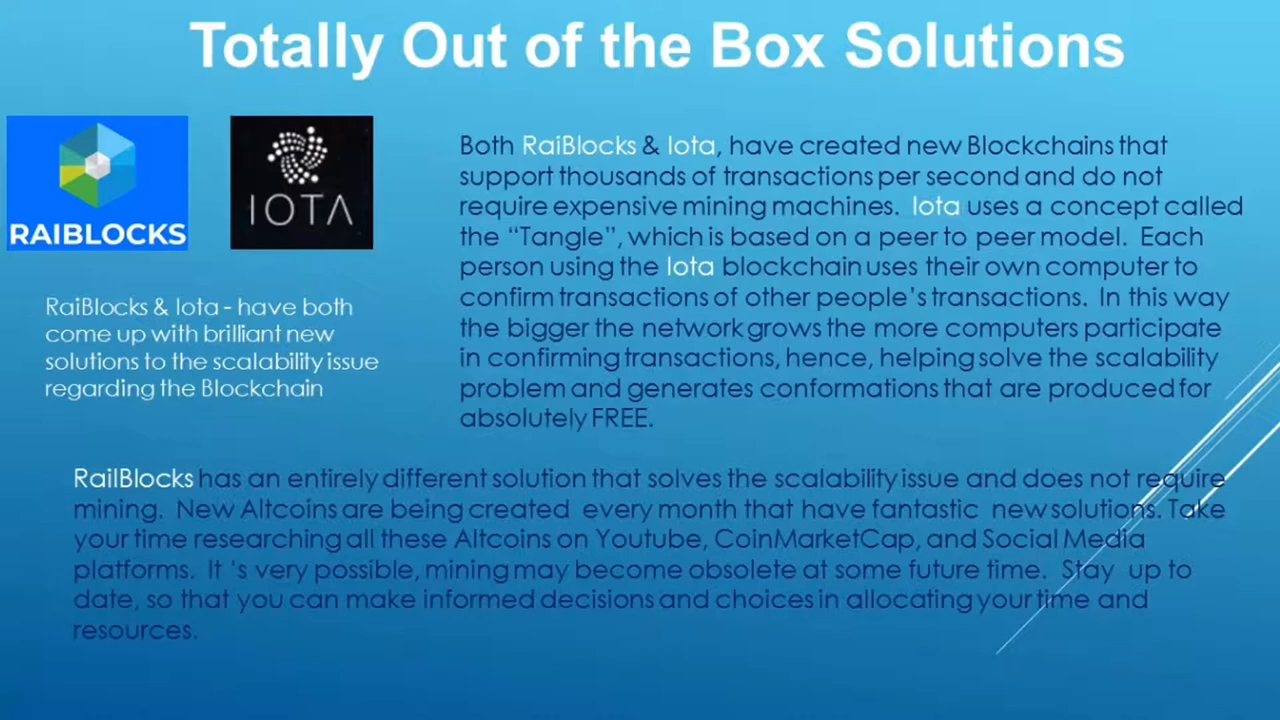 Totally Out of the Box Solutions
RAIBLOCKS
IOTA
RaiBlocks & Iota - have both
come up with brilliant new
solutions to the scalability issue
regarding the Blockchain
Both RaiBlocks & Iota, have created new Blockchains that
support thousands of transactions per second and do not
require expensive mining machines. Iota uses a concept called
the “Tangle”, which is based on a peer to peer model. Each
person using the Iota blockchain uses their own computer to
confirm transactions of other people’s transactions. In this way
the bigger the network grows the more computers participate
in confirming transactions, hence, helping solve the scalability
problem and generates conformations that are produced for
absolutely FREE.
RailBlocks has an entirely different solution that solves the scalability issue and does not require
mining. New Altcoins are being created every month that have fantastic new solutions. Take
your time researching all these Altcoins on Youtube, CoinMarketCap, and Social Media
platforms. It ‘s very possible, mining may become obsolete at some future time. Stay up to
date, so that you can make informed decisions and choices in allocating your time and
resources.